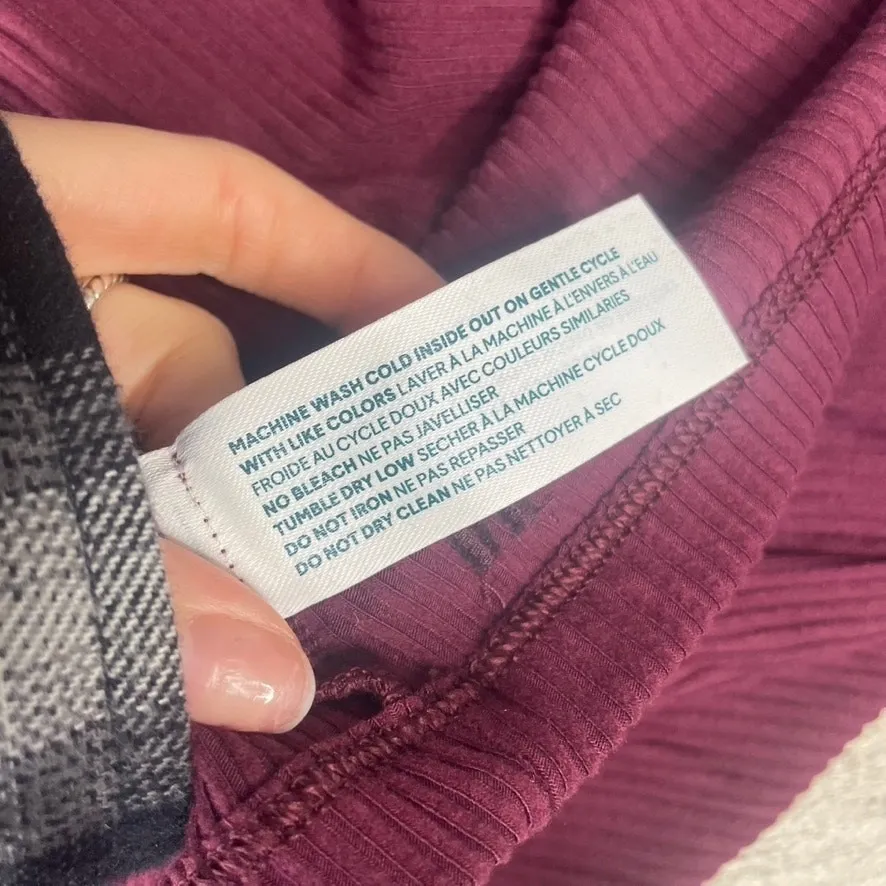 MACHINE WASH COLD INSIDE OUT ON GENTLE CYCLE
WITH LIKE COLORS LAVER À LA MACHINE À L'ENVERS À L'EAU
FROIDE AU CYCLE DOUX AVEC COULEURS SIMILARIES
NO BLEACH NE PAS JAVELLISER
TUMBLE DRY LOW SECHER À LA MACHINE CYCLE DOUX
DO NOT IRON NE PAS REPASSER
DO NOT DRY CLEAN NE PAS NETTOYER À SEC